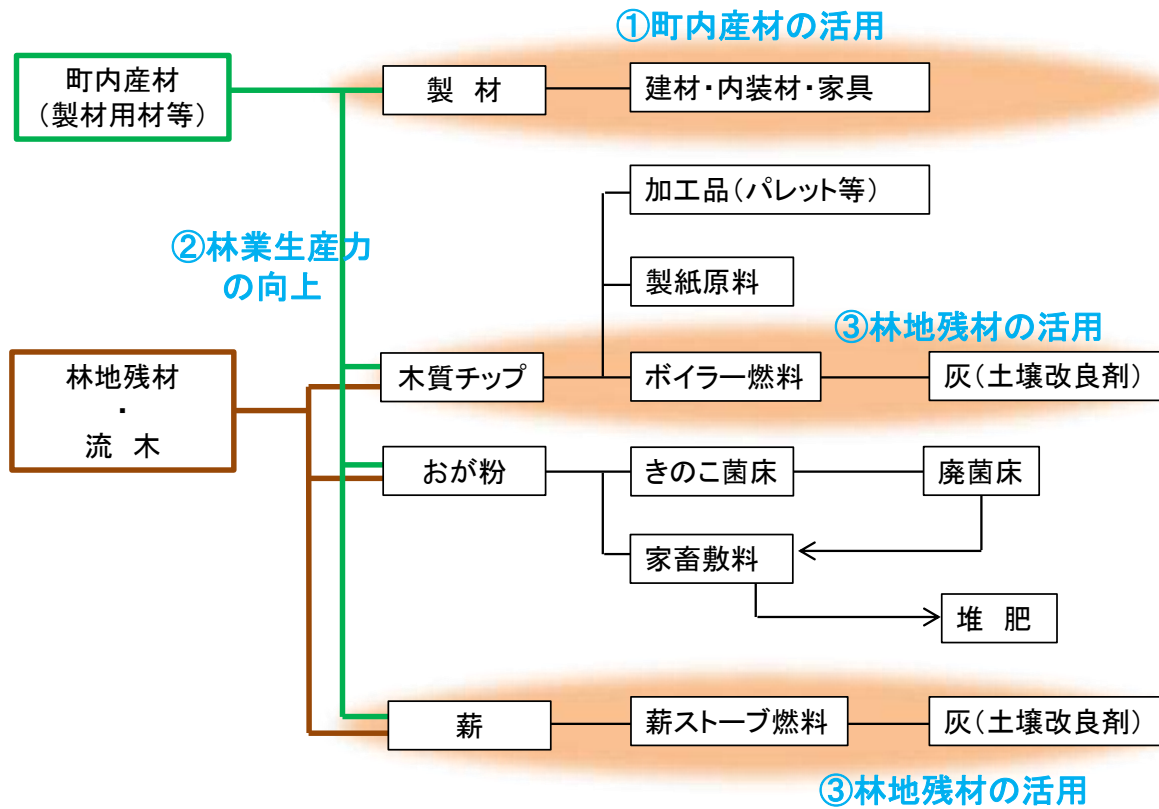 ①町内産材の活用
町内産材
（製材用材等）
製 材
建材・内装材・家具
加工品（パレット等）
②林業生産力
の向上
製紙原料
③林地残材の活用
林地残材
・
流 木
木質チップ
ボイラー燃料
灰（土壌改良剤）
おが粉
きのこ菌床
廃菌床
家畜敷料
堆 肥
薪
薪ストーブ燃料
灰（土壌改良剤）
③林地残材の活用